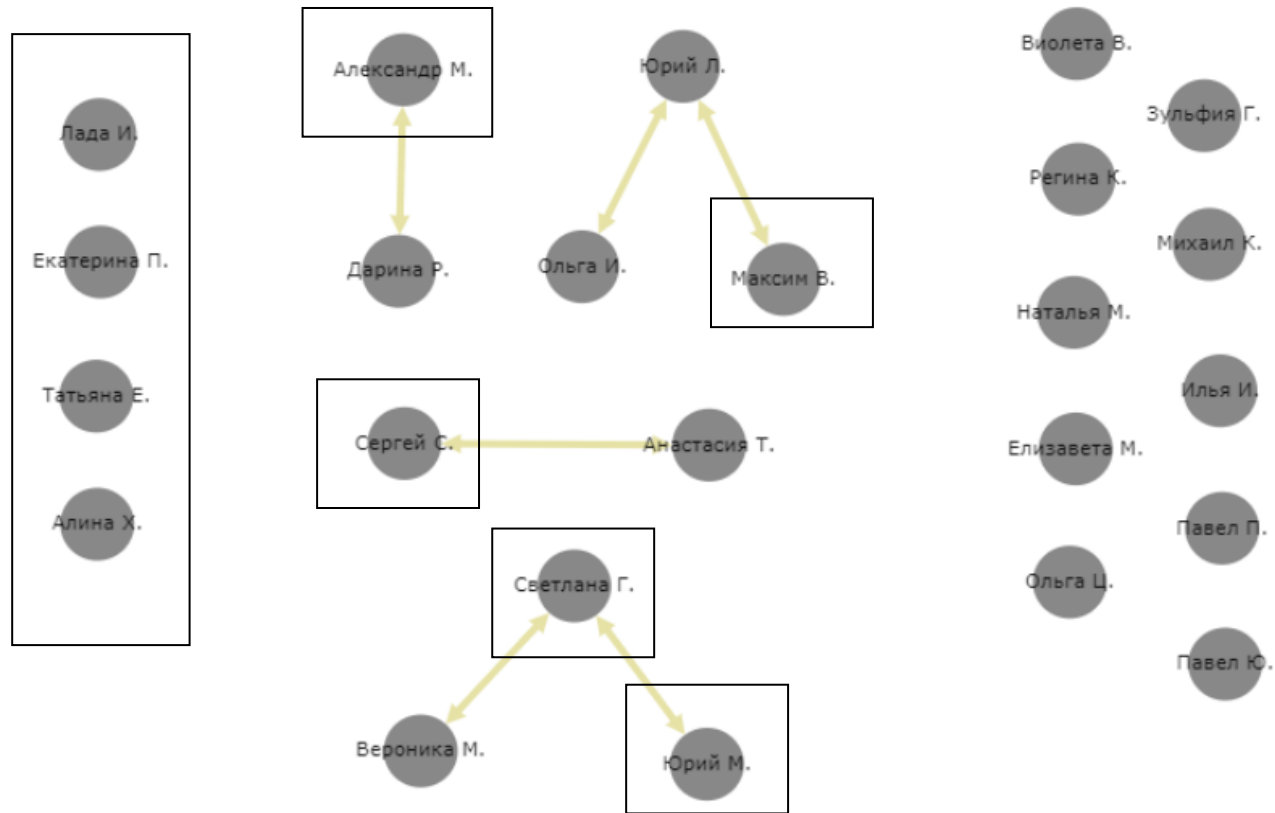 Лада И.
Екатерина П.
Татьяна Е.
Алина Х.
Александр М.
Юрий Л.
Дарина Р.
Ольга И.
Максим В.
Сергей С.
Анастасия Т.
Светлана Г.
Вероника М.
Юрий М.
Виолета В.
Зульфия Г.
Регина К.
Михаил К.
Наталья М.
Илья И.
Елизавета М.
Павел П.
Ольга Ц.
Павел Ю.